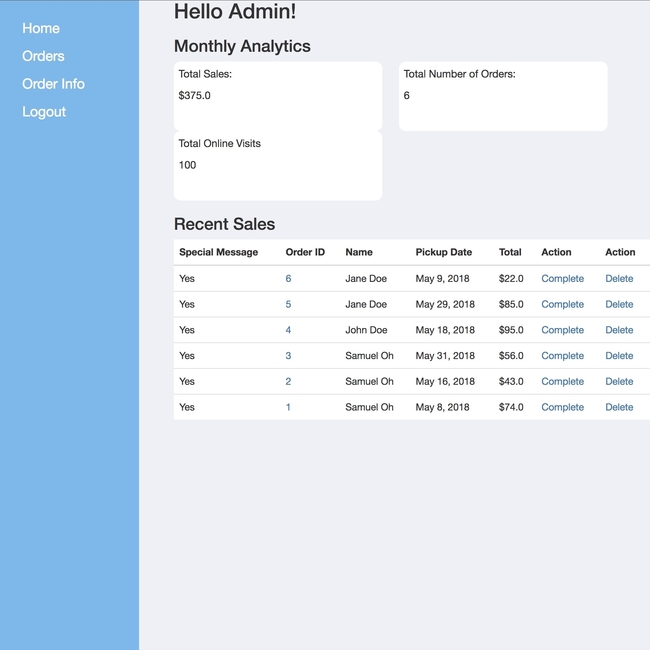 Home
Orders
Order Info
Logout
Hello Admin!
Monthly Analytics
Total Sales:
$375.0
Total Number of Orders:
6
Total Online Visits
100
Recent Sales
Special Message Order ID Name Pickup Date Total Action Action
Yes 6 Jane Doe May 9, 2018 $22.0 Complete Delete
Yes 5 Jane Doe May 29, 2018 $85.0 Complete Delete
Yes 4 John Doe May 18, 2018 $95.0 Complete Delete
Yes 3 Samuel Oh May 31, 2018 $56.0 Complete Delete
Yes 2 Samuel Oh May 16, 2018 $43.0 Complete Delete
Yes 1 Samuel Oh May 8, 2018 $74.0 Complete Delete